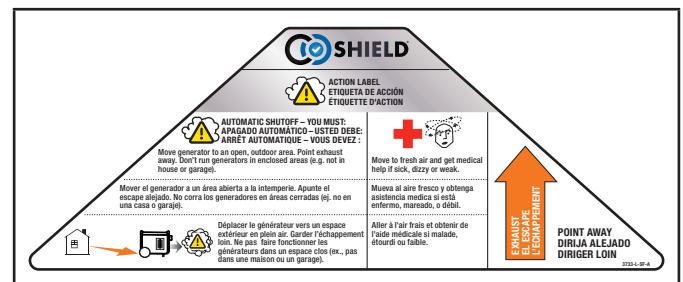 CO SHIELD®
ACTION LABEL
ETIQUETA DE ACCIÓN
ÉTIQUETTE D'ACTION
AUTOMATIC SHUTOFF – YOU MUST:
APAGADO AUTOMÁTICO – USTED DEBE:
ARRÊT AUTOMATIQUE – VOUS DEVEZ :
Move generator to an open, outdoor area. Point exhaust
away. Don't run generators in enclosed areas (e.g. not in
house or garage).
Move to fresh air and get medical
help if sick, dizzy or weak.
Mover el generador a un área abierta a la intemperie. Apunte el
escape alejado. No corra los generadores en áreas cerradas (ej. no en
una casa o garaje).
Mueva al aire fresco y obtenga
asistencia medica si está
enfermo, mareado, o débil.
Déplacer le générateur vers un espace
extérieur en plein air. Garder l'échappement
loin. Ne pas faire fonctionner les
générateurs dans un espace clos (ex., pas
dans une maison ou un garage).
Aller à l'air frais et obtenir de
l'aide médicale si malade,
étourdi ou faible.
EXHAUST
EL ESCAPE
L'ÉCHAPPEMENT
POINT AWAY
DIRIJA ALEJADO
DIRIGER LOIN
3733-L-SF-A